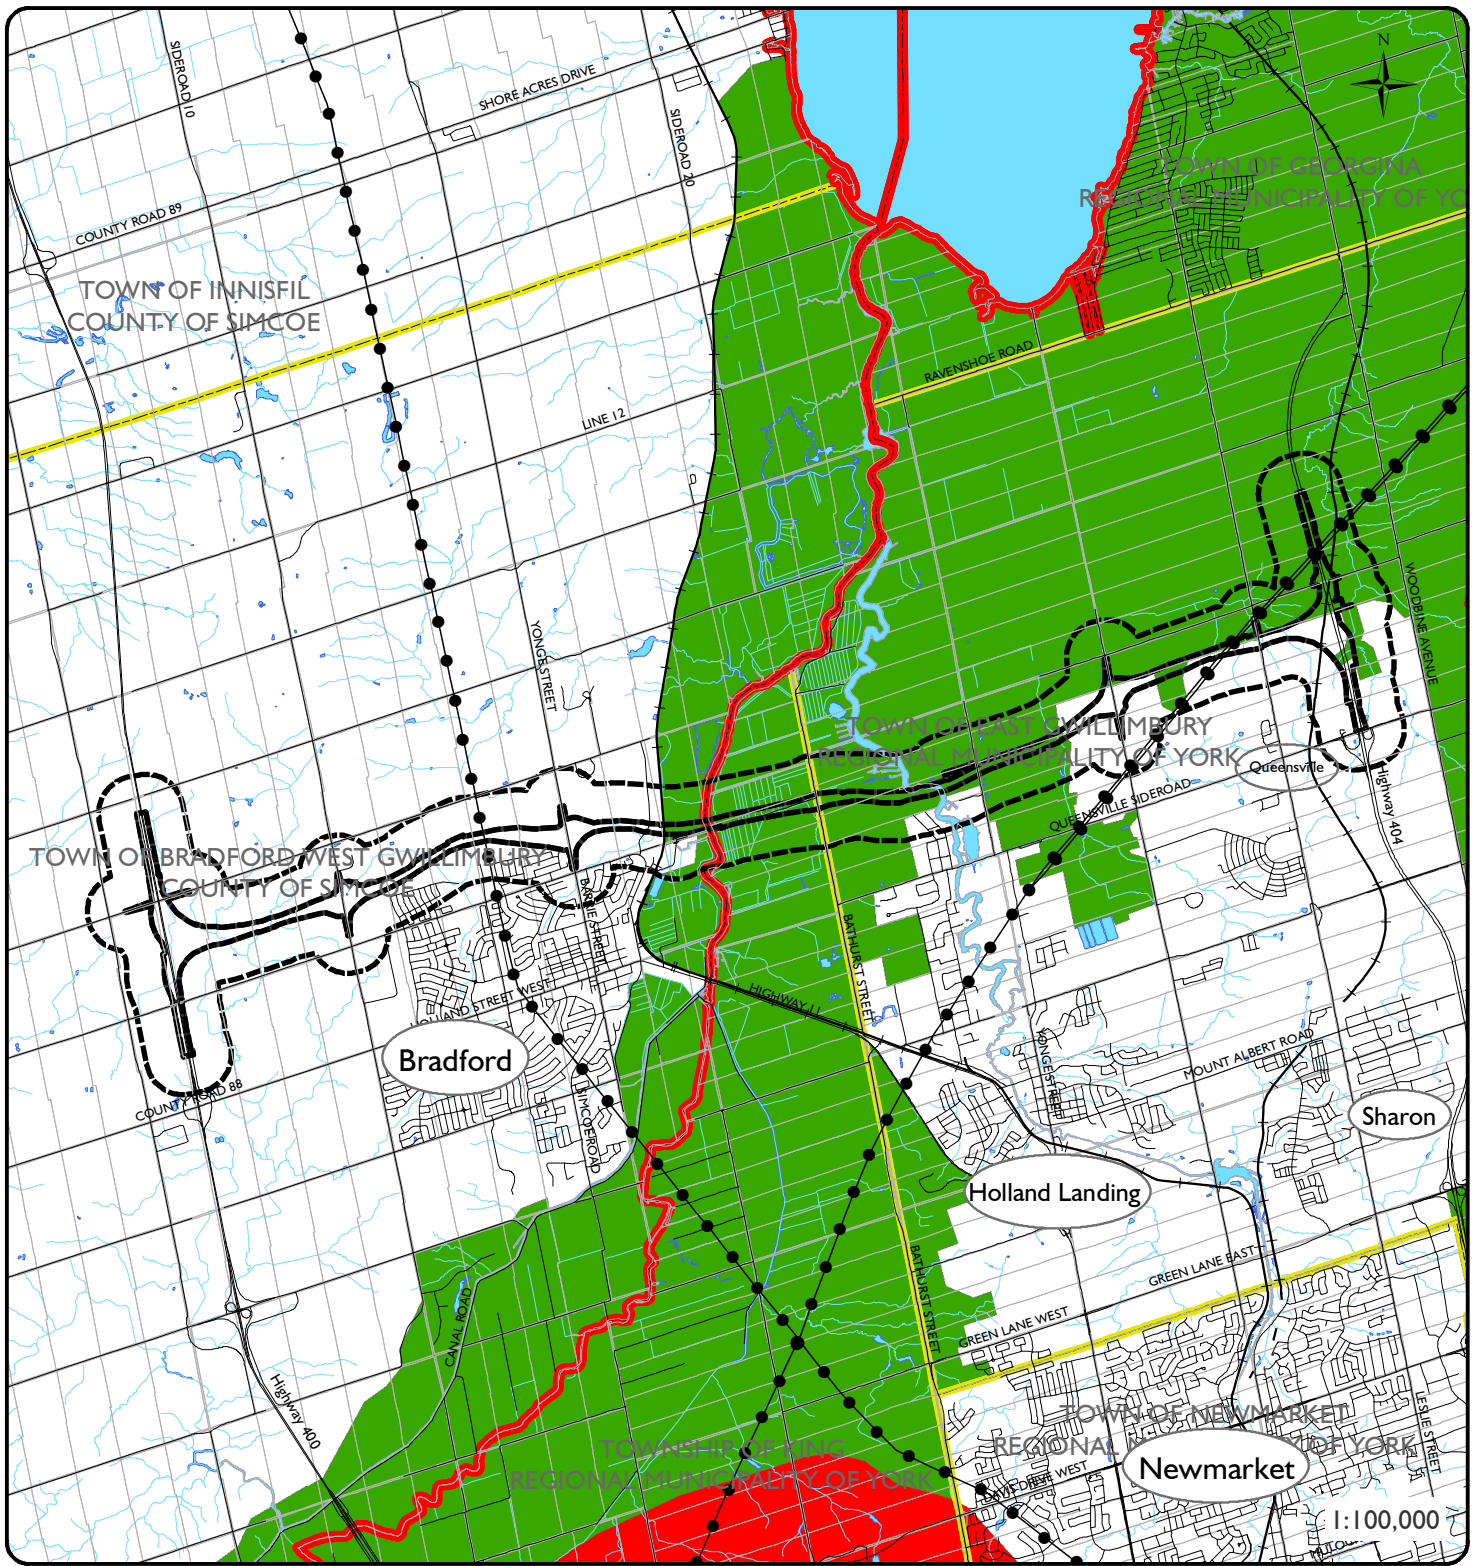 N
SIDEROAD 10
SHORE ACRES DRIVE
SIDEROAD 20
TOWN OF GEORGINA
REGIONAL MUNICIPALITY OF YO
COUNTY ROAD 89
TOWN OF INNISFIL
COUNTY OF SIMCOE
RAVENSHOE ROAD
LINE 12
WOODBINE AVENUE
YONGE STREET
TOWN OF EAST GWILLIMBURY
REGIONAL MUNICIPALITY OF YORK
Queensville
QUEENSVILLE SIDEROAD
Highway 404
TOWN OF BRADFORD WEST GWILLIMBURY
COUNTY OF SIMCOE
BARRIE STREET
BATHURST STREET
HOLLAND STREET WEST
HIGHWAY 11
Bradford
YONGE STREET
MOUNT ALBERT ROAD
COUNTY ROAD 88
SIMCOE ROAD
Sharon
Holland Landing
BATHURST STREET
GREEN LANE EAST
GREEN LANE WEST
CANAL ROAD
Highway 400
TOWN OF NEWMARKET
REGIONAL M Y OF YORK
LESLIE STREET
TOWNSHIP OF KING
REGIONAL MUNICIPALITY OF YORK
Newmarket
DAVIS DRIVE WEST
1:100,000